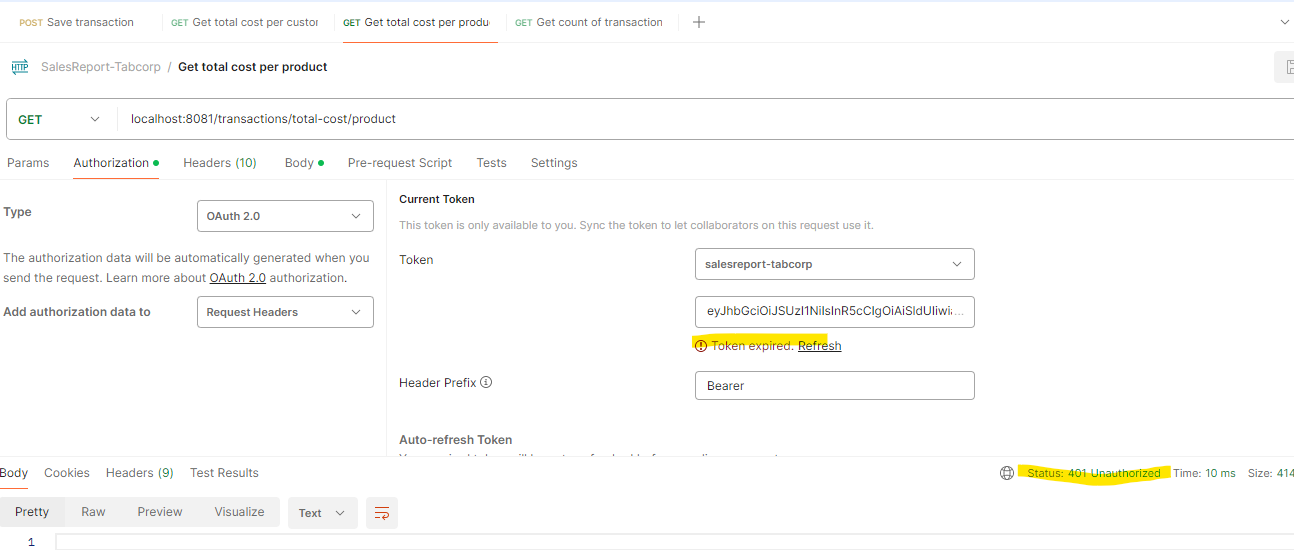 POST Save transaction GET Get total cost per custor GET Get total cost per produ GET Get count of transaction
HTTP SalesReport-Tabcorp / Get total cost per product
GET localhost:8081/transactions/total-cost/product
Params Authorization Headers (10) Body Pre-request Script Tests Settings
Current Token
Type OAuth 2.0
This token is only available to you. Sync the token to let collaborators on this request use it.
The authorization data will be automatically generated when you
Token salesreport-tabcorp
send the request. Learn more about OAuth 2.0 authorization.
Add authorization data to Request Headers
Token expired. Refresh
Header Prefix Bearer
Auto-refresh Token
Body Cookies Headers (9) Test Results Status: 401 Unauthorized Time: 10 ms Size: 414
Pretty Raw Preview Visualize Text
1